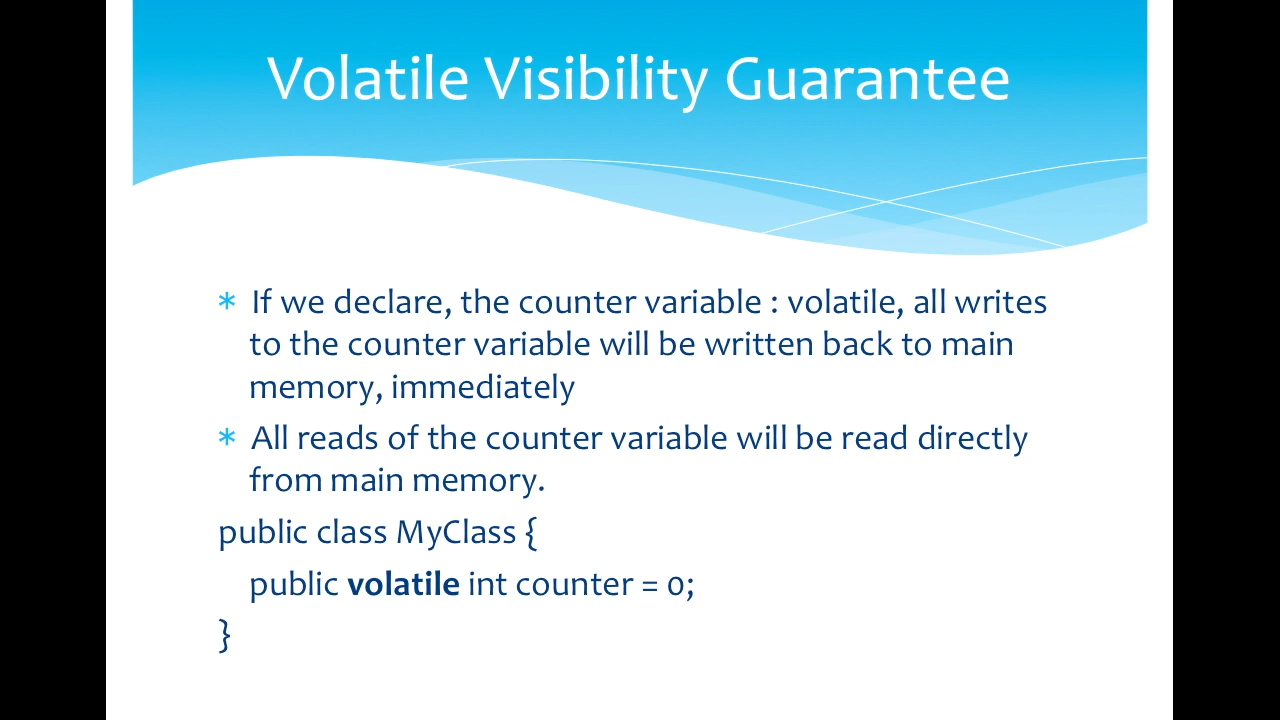 Volatile Visibility Guarantee
* If we declare, the counter variable : volatile, all writes
to the counter variable will be written back to main
memory, immediately
* All reads of the counter variable will be read directly
from main memory.
public class MyClass {
public volatile int counter = 0;
}